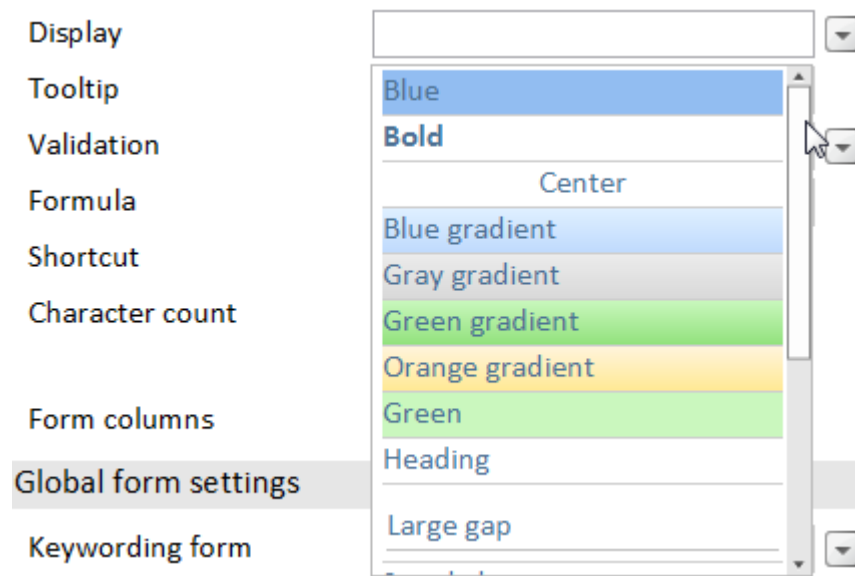 Display
Tooltip
Validation
Formula
Shortcut
Character count
Form columns
Global form settings
Keywording form
Blue
Bold
Center
Blue gradient
Gray gradient
Green gradient
Orange gradient
Green
Heading
Large gap